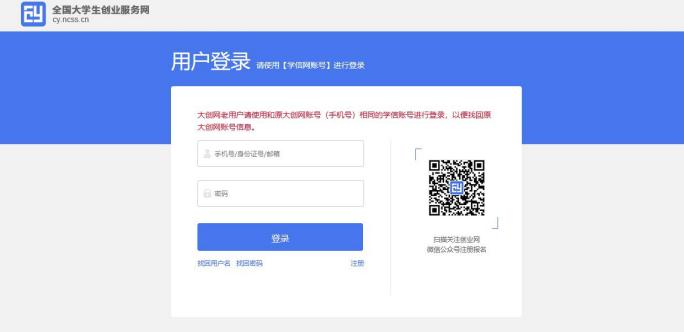 全国大学生创业服务网
cy.ncss.cn
用户登录 请使用【学信网账号】进行登录
大创网老用户请使用和原大创网账号（手机号）相同的学信账号进行登录，以便找回原
大创网账号信息。
手机号/身份证号/邮箱
密码
登录
找回用户名 找回密码 注册
扫描关注创业网
微信公众号注册报名